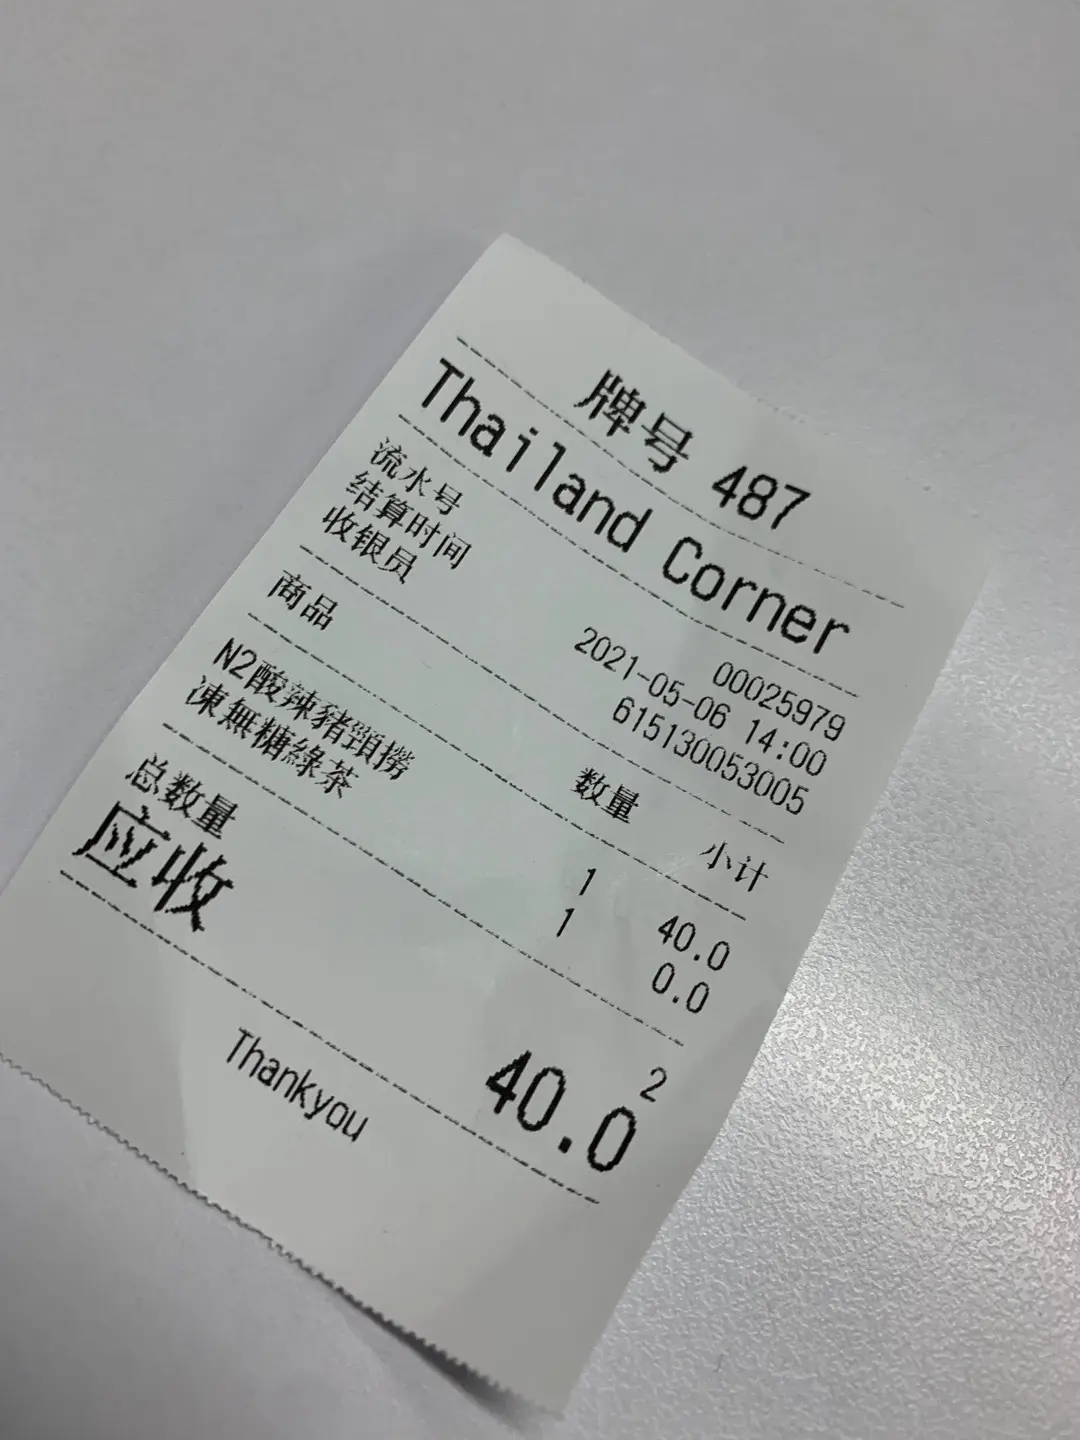 牌号 487
Thailand Corner
流水号 00025979
结算时间 2021-05-06 14:00
收银员 615130053005
商品 数量 小计
N2酸辣豬頸撈 1 40.0
凍無糖綠茶 1 0.0
总数量 2
应收 40.0
Thankyou